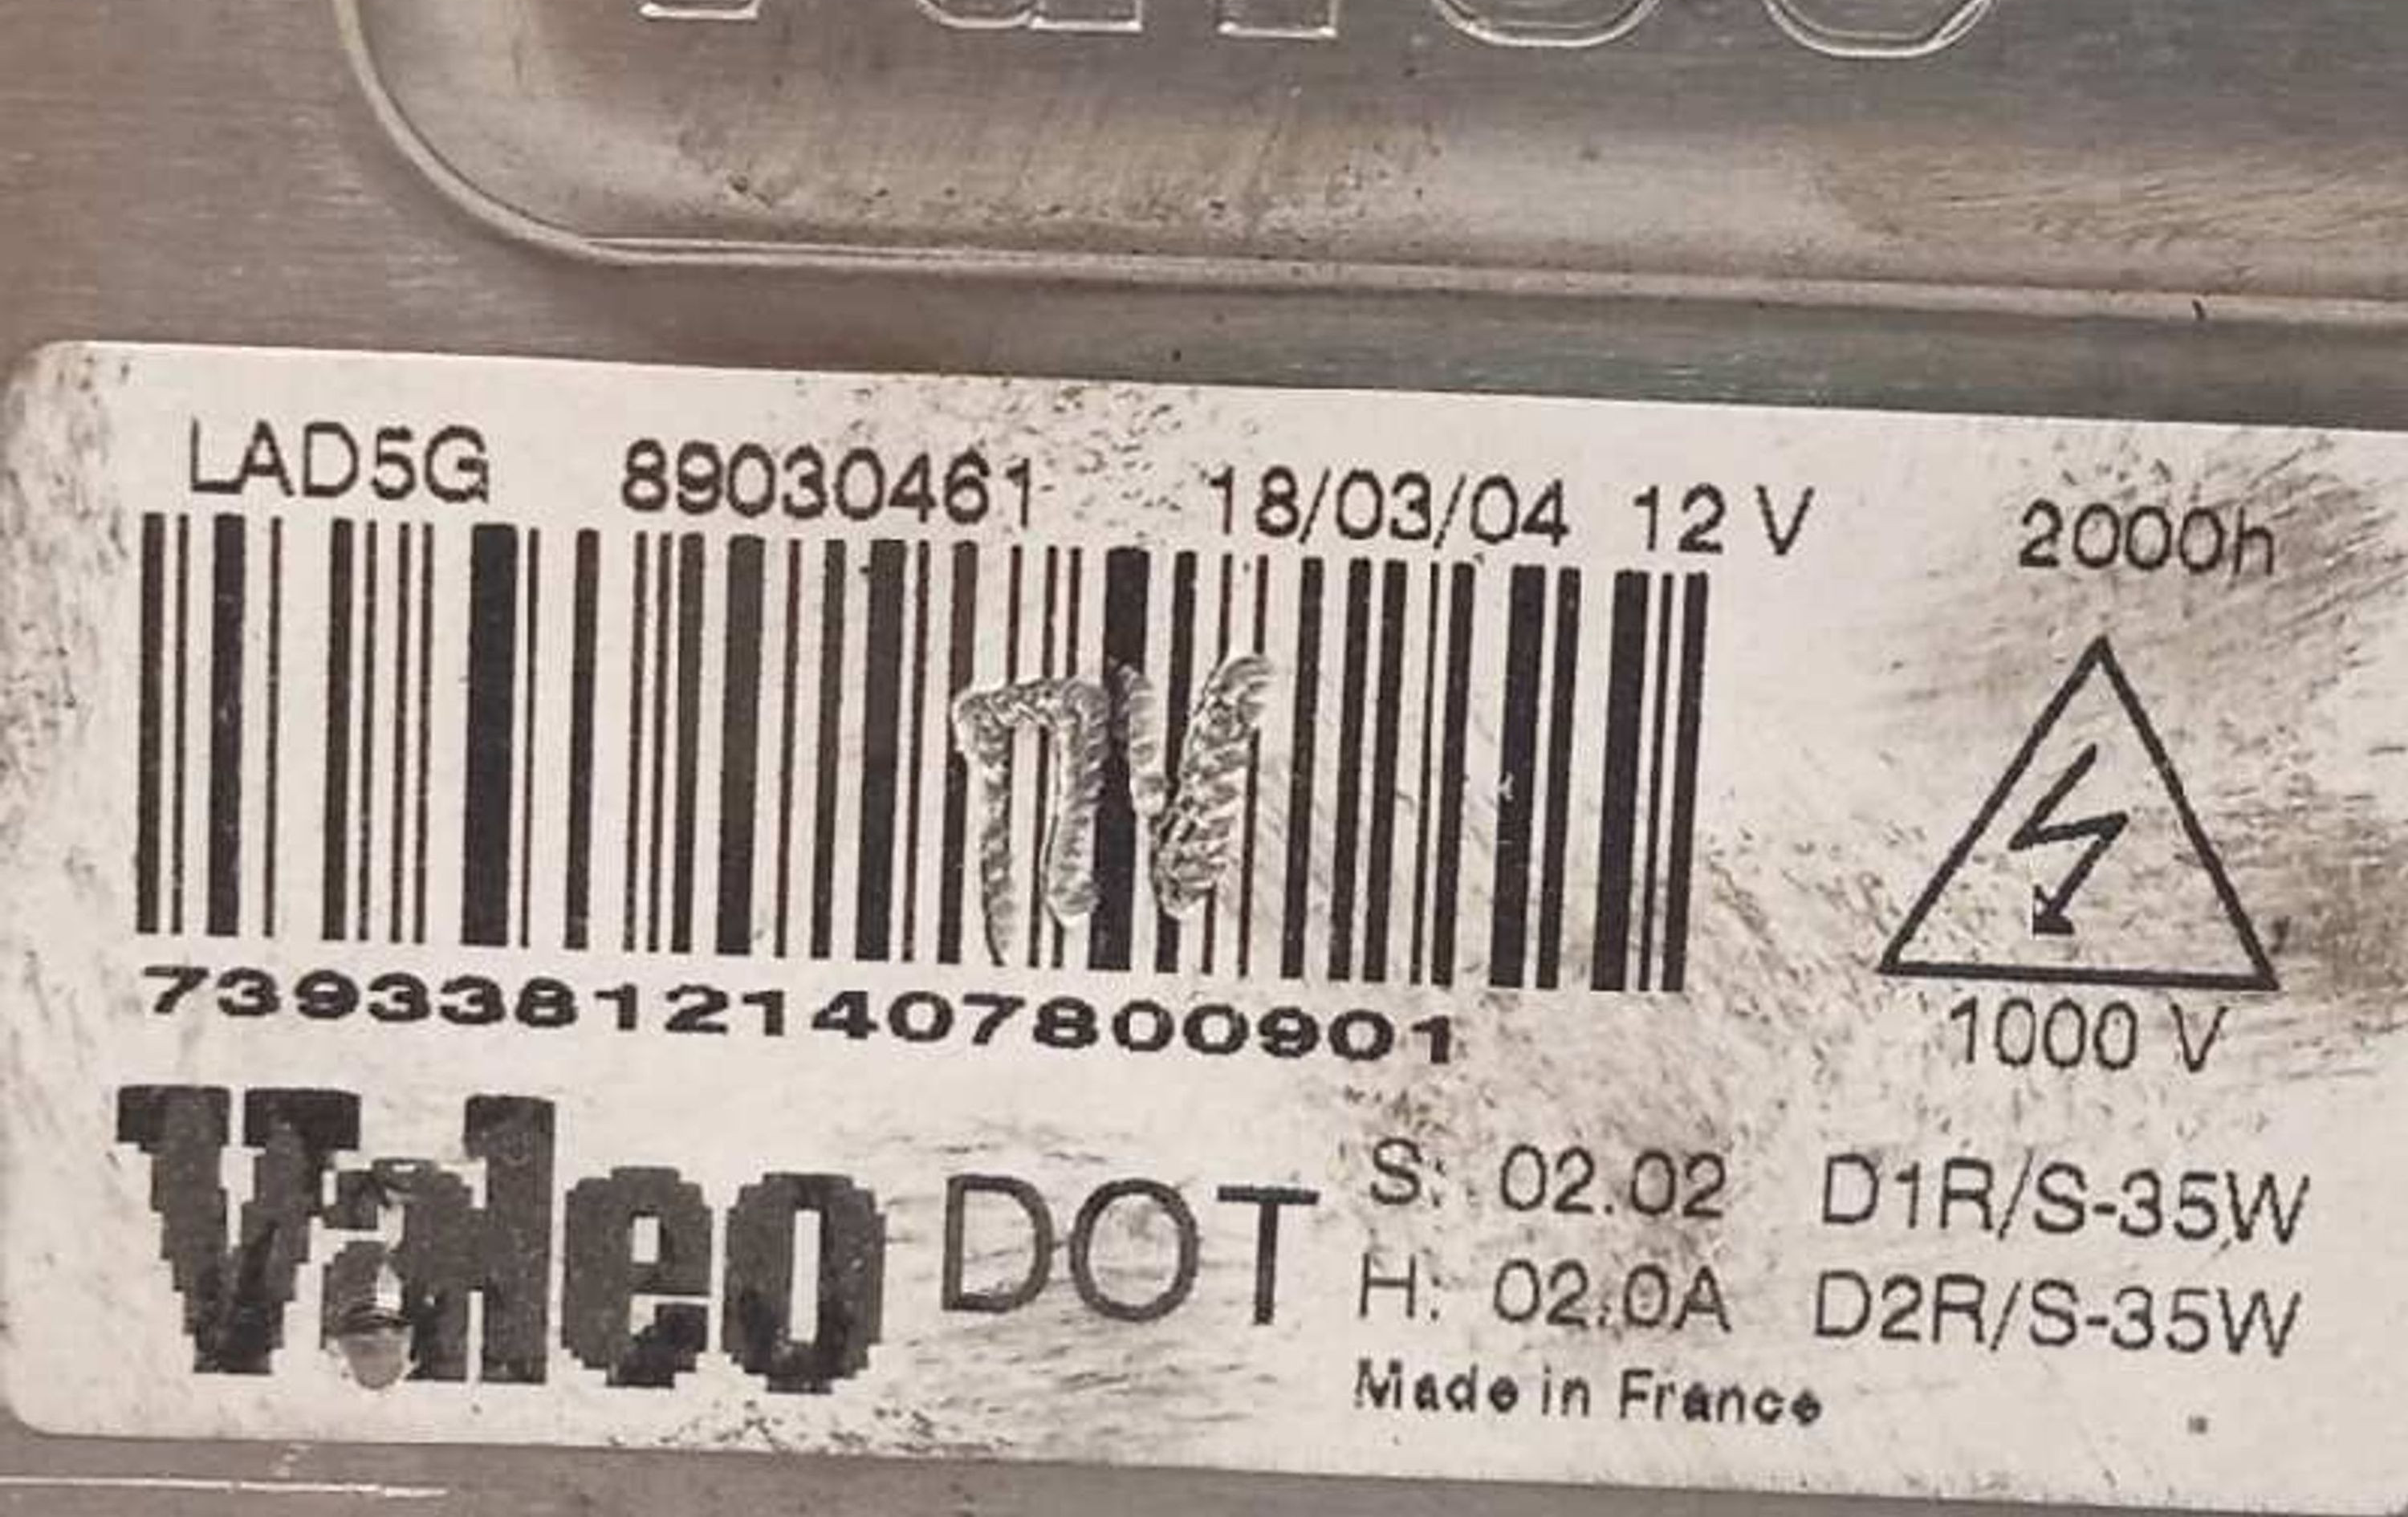 LAD5G 89030461 18/03/04 12 V 2000h
739338121407800901
1000 V
Valeo DOT
S: 02.02 D1R/S-35W
H: 02.0A D2R/S-35W
Made in France